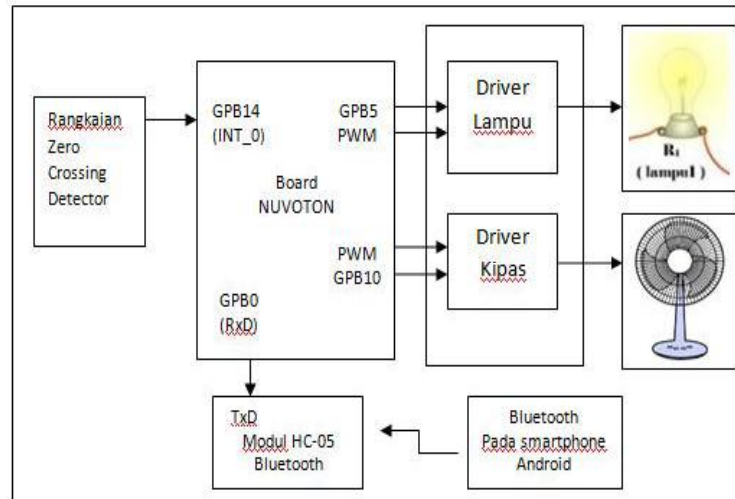 Rangkaian
Zero
Crossing
Detector
GPB14
(INT_0)
GPB5
PWM
Board
NUVOTON
PWM
GPB10
GPB0
(RxD)
Driver
Lampu
R1
( lampu1 )
Driver
Kipas
TxD
Modul HC-05
Bluetooth
Bluetooth
Pada smartphone
Android